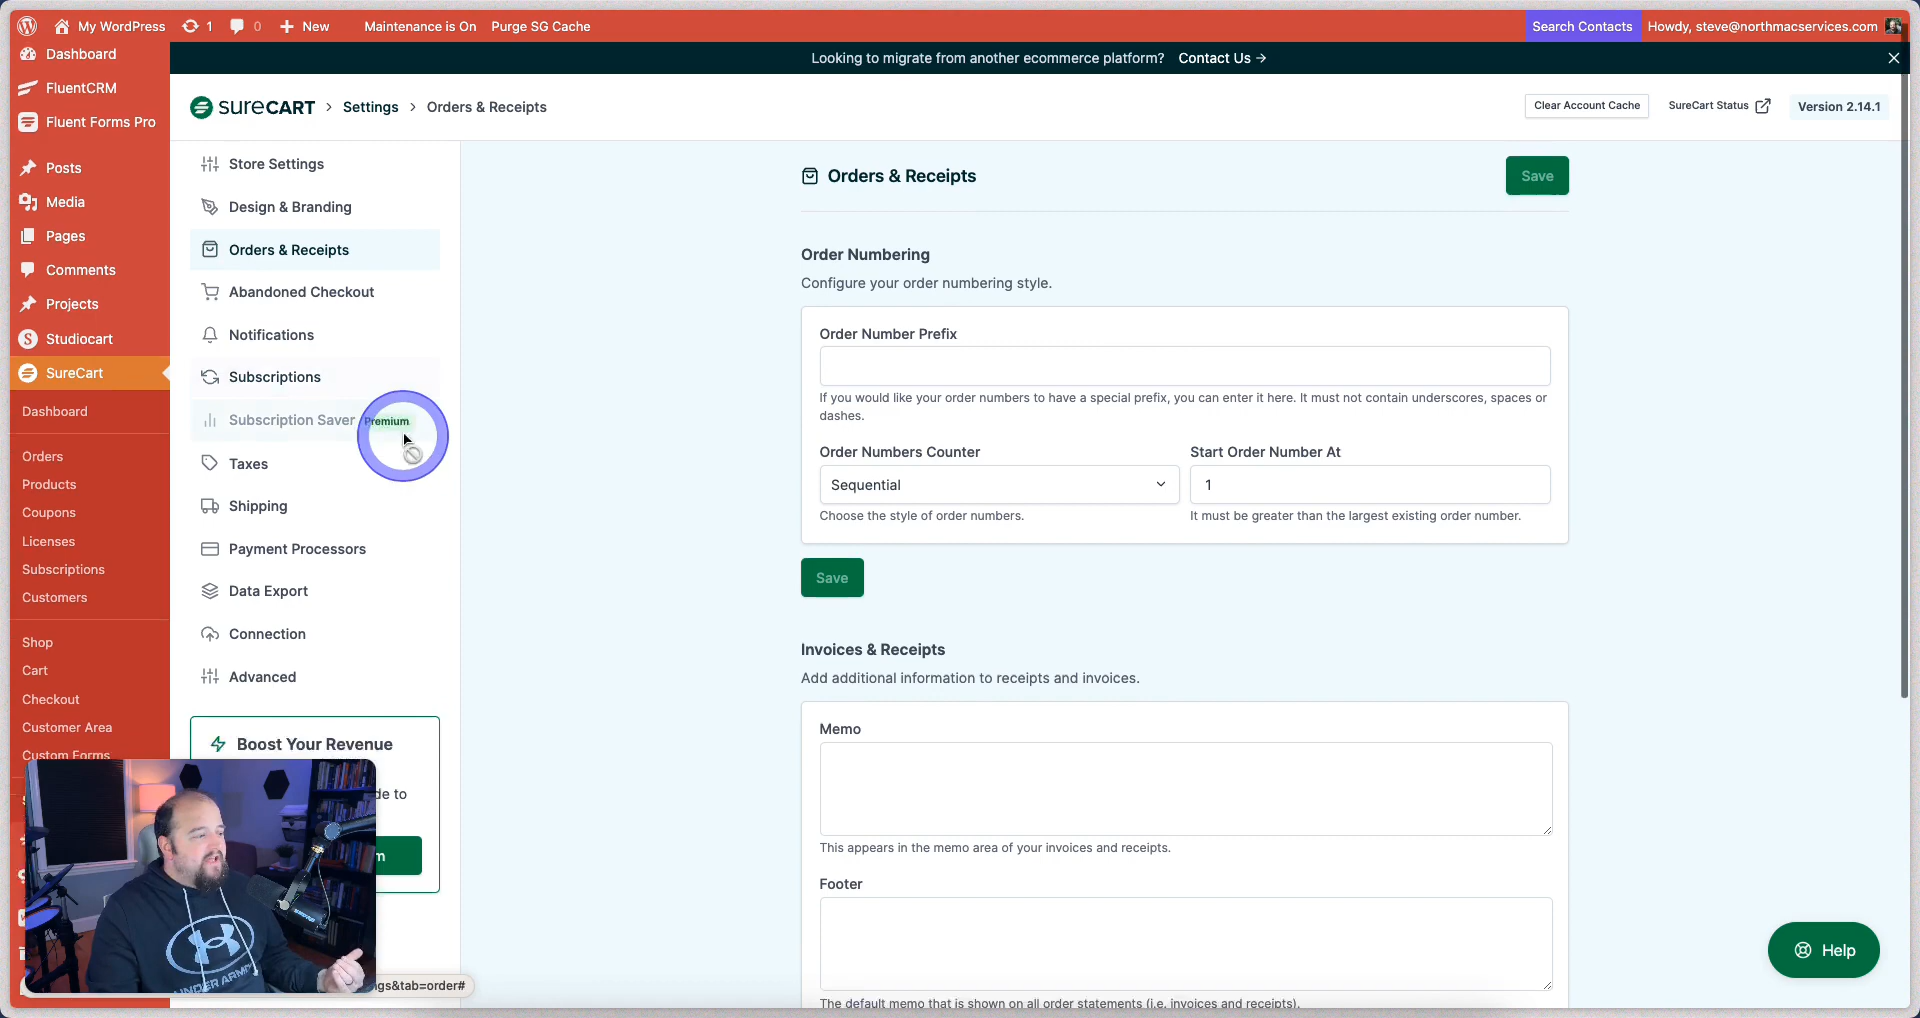 My WordPress
1
0
New
Maintenance is On
Purge SG Cache
Search Contacts
Howdy, steve@northmacservices.com
Looking to migrate from another ecommerce platform? Contact Us →
Dashboard
FluentCRM
Fluent Forms Pro
Posts
Media
Pages
Comments
Projects
Studiocart
SureCart
Dashboard
Orders
Products
Coupons
Licenses
Subscriptions
Customers
Shop
Cart
Checkout
Customer Area
Custom Forms
SURECART > Settings > Orders & Receipts
Clear Account Cache
SureCart Status
Version 2.14.1
Store Settings
Design & Branding
Orders & Receipts
Abandoned Checkout
Notifications
Subscriptions
Subscription Saver Premium
Taxes
Shipping
Payment Processors
Data Export
Connection
Advanced
Boost Your Revenue
to
Orders & Receipts
Save
Order Numbering
Configure your order numbering style.
Order Number Prefix
If you would like your order numbers to have a special prefix, you can enter it here. It must not contain underscores, spaces or
dashes.
Order Numbers Counter
Start Order Number At
Sequential
1
Choose the style of order numbers.
It must be greater than the largest existing order number.
Save
Invoices & Receipts
Add additional information to receipts and invoices.
Memo
This appears in the memo area of your invoices and receipts.
Footer
The default memo that is shown on all order statements (i.e. invoices and receipts).
Help
UNDER ARMOUR
ngs&tab=order#